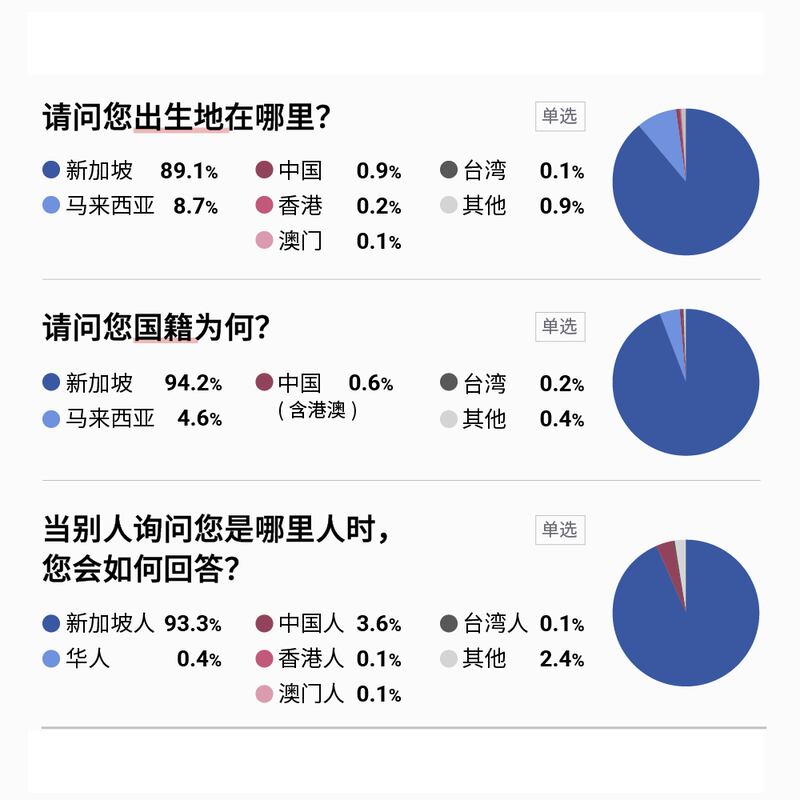 请问您出生地在哪里？ 单选
新加坡 89.1% 中国 0.9% 台湾 0.1%
马来西亚 8.7% 香港 0.2% 其他 0.9%
澳门 0.1%
请问您国籍为何？ 单选
新加坡 94.2% 中国 0.6% 台湾 0.2%
（含港澳）
马来西亚 4.6% 其他 0.4%
当别人询问您是哪里人时， 单选
您会如何回答？
新加坡人 93.3% 中国人 3.6% 台湾人 0.1%
华人 0.4% 香港人 0.1% 其他 2.4%
澳门人 0.1%